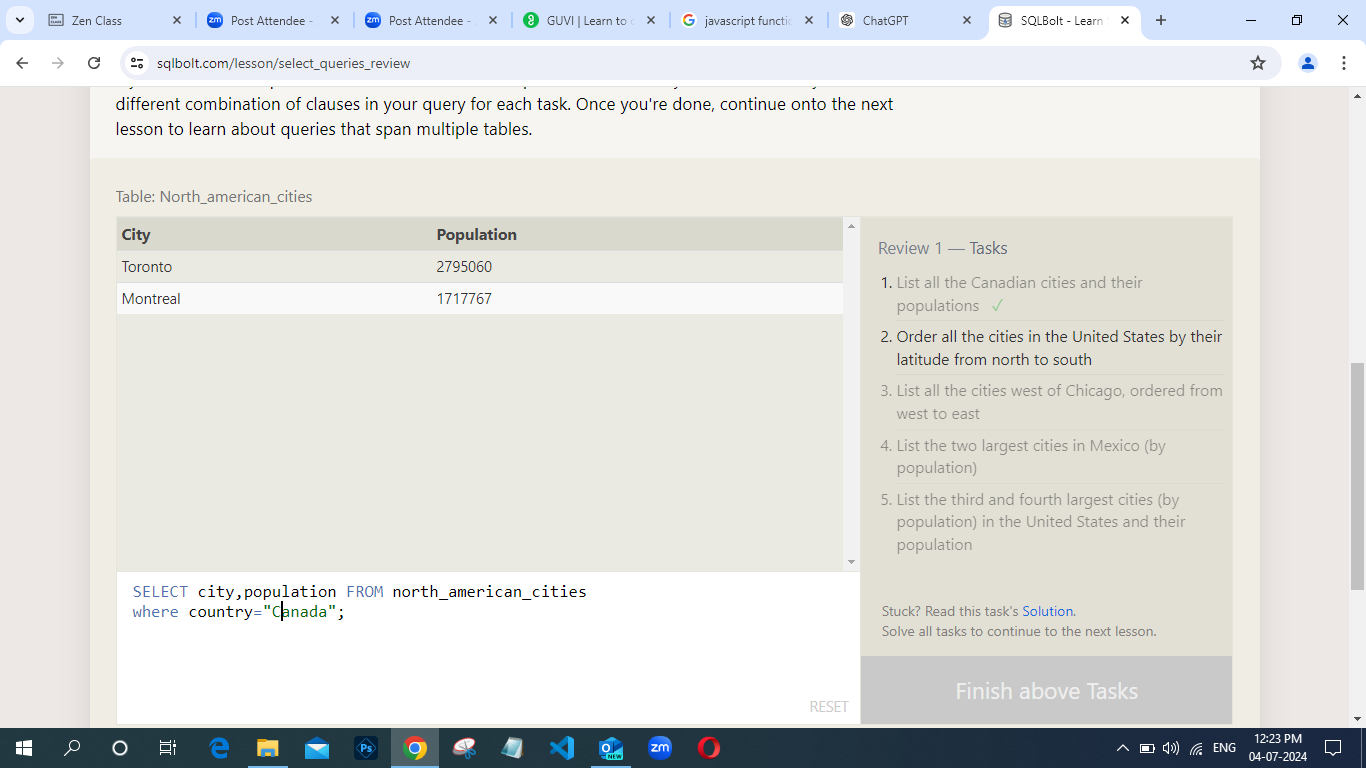 Zen Class
Post Attendee -
Post Attendee -
GUVI | Learn to
javascript functi
ChatGPT
SQLBolt - Learn
sqlbolt.com/lesson/select_queries_review
different combination of clauses in your query for each task. Once you're done, continue onto the next
lesson to learn about queries that span multiple tables.
Table: North_american_cities
City Population
Toronto 2795060
Montreal 1717767
Review 1 — Tasks
1. List all the Canadian cities and their
populations ✓
2. Order all the cities in the United States by their
latitude from north to south
3. List all the cities west of Chicago, ordered from
west to east
4. List the two largest cities in Mexico (by
population)
5. List the third and fourth largest cities (by
population) in the United States and their
population
SELECT city,population FROM north_american_cities
where country="Canada";
RESET
Stuck? Read this task's Solution.
Solve all tasks to continue to the next lesson.
Finish above Tasks
Ps
NEW
zm
ENG
12:23 PM
04-07-2024